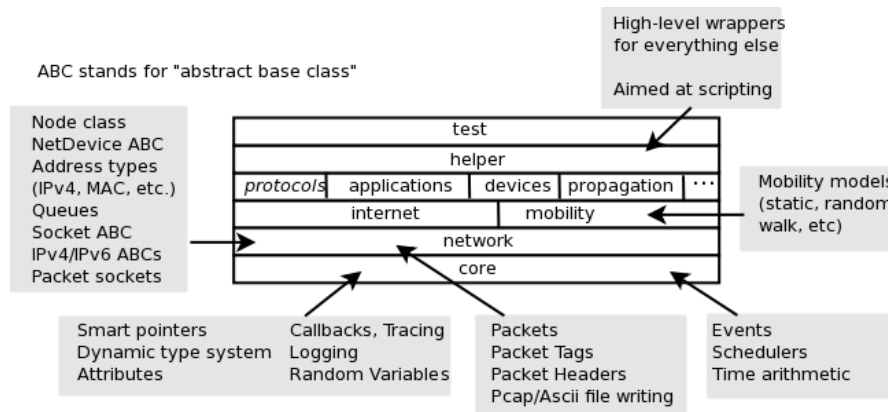 High-level wrappers
for everything else
Aimed at scripting
ABC stands for "abstract base class"
Node class
NetDevice ABC
Address types
(IPv4, MAC, etc.)
Queues
Socket ABC
IPv4/IPv6 ABCs
Packet sockets
test
helper
protocols applications devices propagation ...
internet mobility
network
core
Mobility models
(static, random
walk, etc)
Smart pointers
Dynamic type system
Attributes
Callbacks, Tracing
Logging
Random Variables
Packets
Packet Tags
Packet Headers
Pcap/Ascii file writing
Events
Schedulers
Time arithmetic